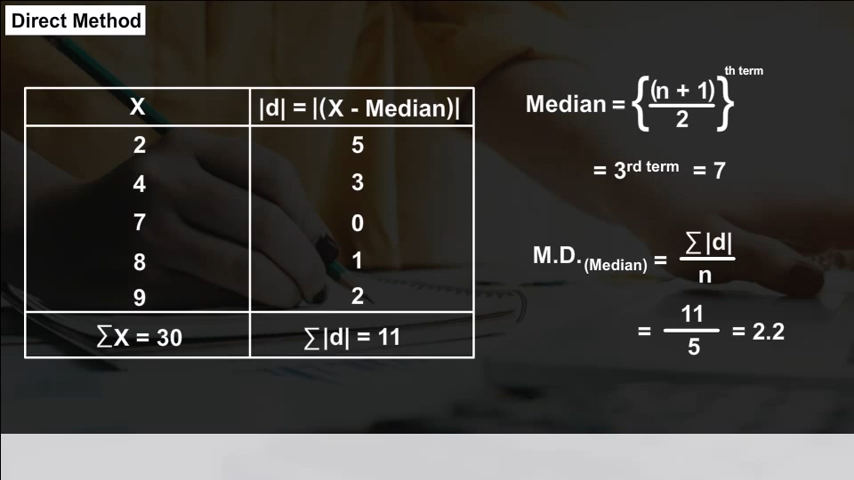 Direct Method
X |d| = |(X - Median)|
2 5
4 3
7 0
8 1
9 2
∑X = 30 ∑|d| = 11
Median = {(n + 1)/2}th term
= 3rd term = 7
M.D.(Median) = ∑|d|/n
= 11/5 = 2.2